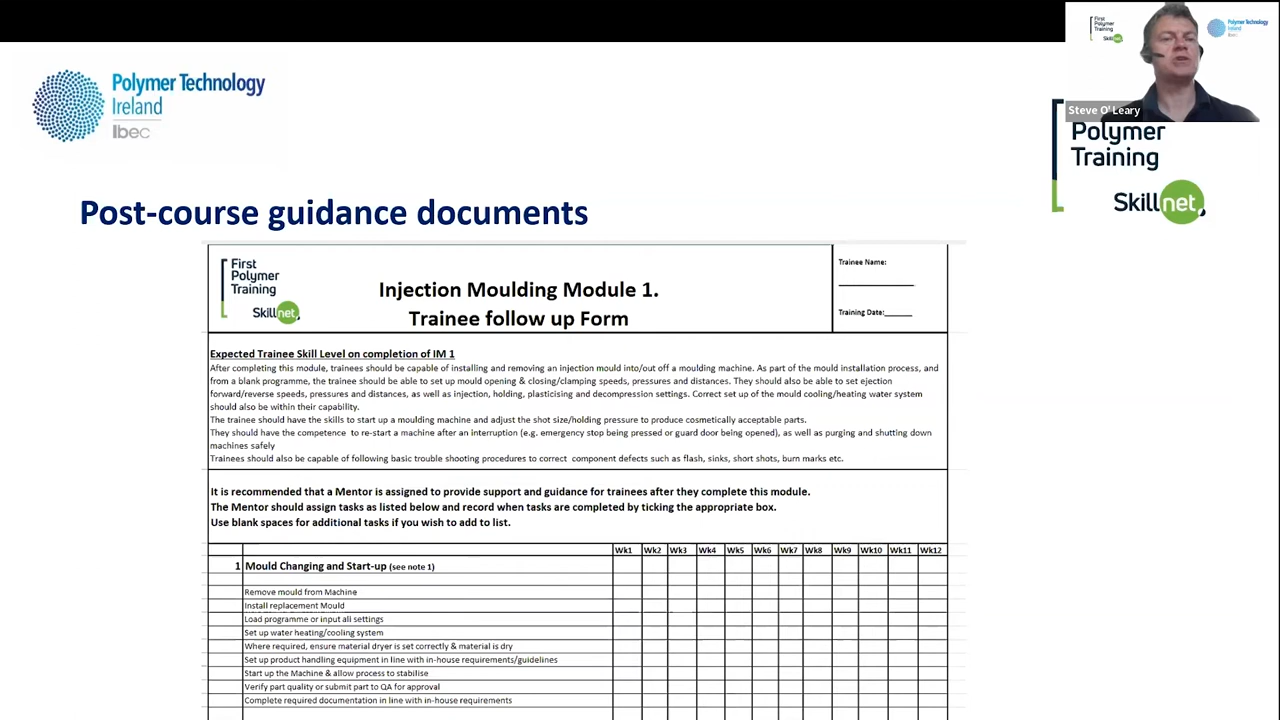 First
Polymer
Training
Skillnet
Polymer Technology
Ireland
Steve O' Leary
Polymer Technology
Ireland
Ibec
Polymer
Training
Skillnet
Post-course guidance documents
First
Polymer
Training
Skillnet
Injection Moulding Module 1.
Trainee follow up Form
Trainee Name:
Training Date:______
Expected Trainee Skill Level on completion of IM 1
After completing this module, trainees should be capable of installing and removing an injection mould into/out off a moulding machine. As part of the mould installation process, and
from a blank programme, the trainee should be able to set up mould opening & closing/clamping speeds, pressures and distances. They should also be able to set ejection
forward/reverse speeds, pressures and distances, as well as injection, holding, plasticising and decompression settings. Correct set up of the mould cooling/heating water system
should also be within their capability.
The trainee should have the skills to start up a moulding machine and adjust the shot size/holding pressure to produce cosmetically acceptable parts.
They should have the competence to re-start a machine after an interruption (e.g. emergency stop being pressed or guard door being opened), as well as purging and shutting down
machines safely
Trainees should also be capable of following basic trouble shooting procedures to correct component defects such as flash, sinks, short shots, burn marks etc.
It is recommended that a Mentor is assigned to provide support and guidance for trainees after they complete this module.
The Mentor should assign tasks as listed below and record when tasks are completed by ticking the appropriate box.
Use blank spaces for additional tasks if you wish to add to list.
Wk1 Wk2 Wk3 Wk4 Wk5 Wk6 Wk7 Wk8 Wk9 Wk10 Wk11 Wk12
1 Mould Changing and Start-up (see note 1)
Remove mould from Machine
Install replacement Mould
Load programme or input all settings
Set up water heating/cooling system
Where required, ensure material dryer is set correctly & material is dry
Set up product handling equipment in line with in-house requirements/guidelines
Start up the Machine & allow process to stabilise
Verify part quality or submit part to QA for approval
Complete required documentation in line with in-house requirements